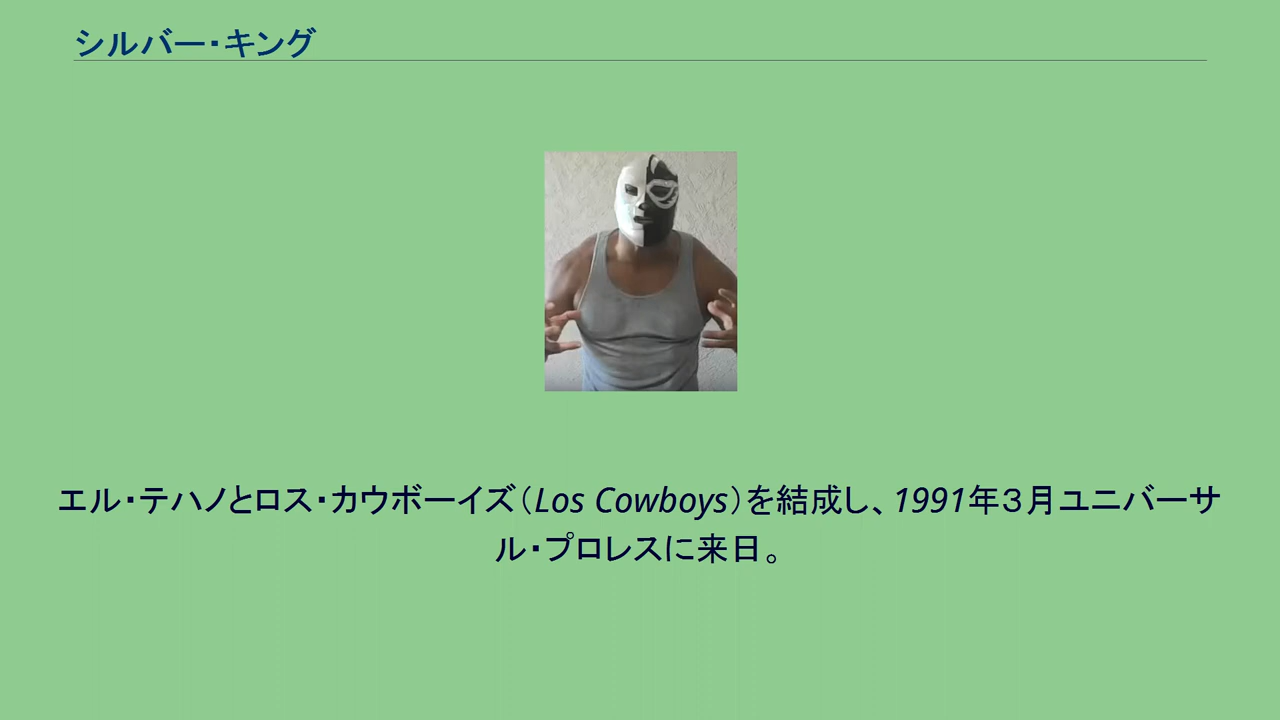 シルバー・キング
エル・テハノとロス・カウボーイズ（Los Cowboys）を結成し、1991年３月ユニバーサ
ル・プロレスに来日。